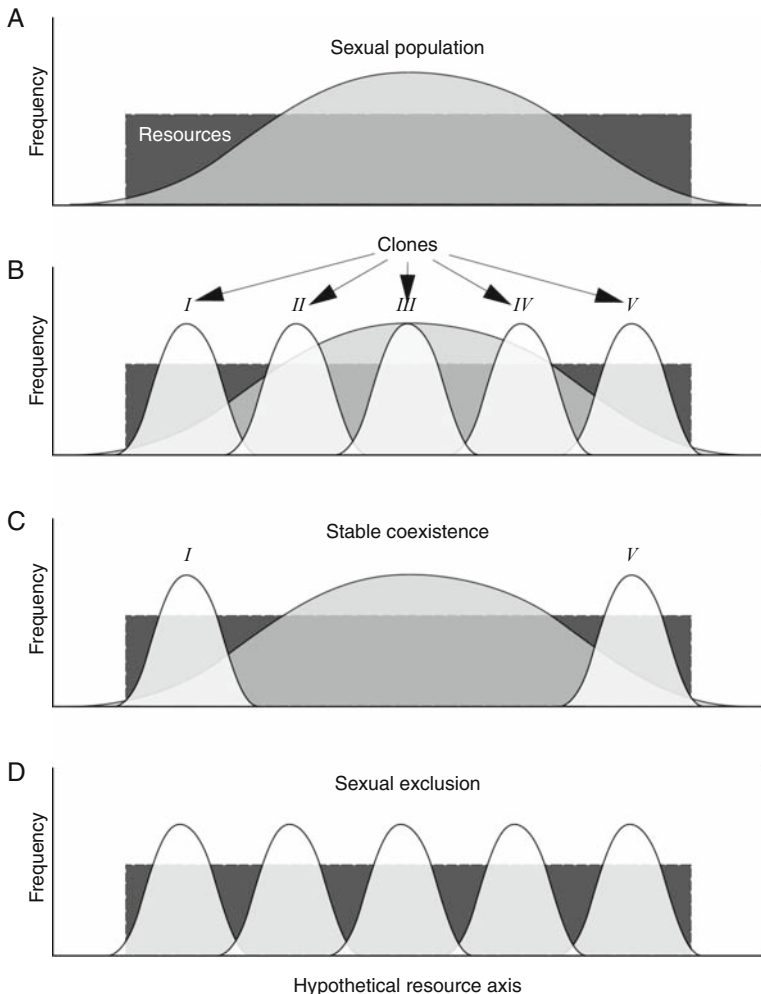 A
Sexual population
Frequency
Resources
Clones
B
I II III IV V
Frequency
C
Stable coexistence
I V
Frequency
D
Sexual exclusion
Frequency
Hypothetical resource axis